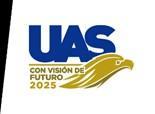 UAS
CON VISIÓN DE
FUTURO
2025